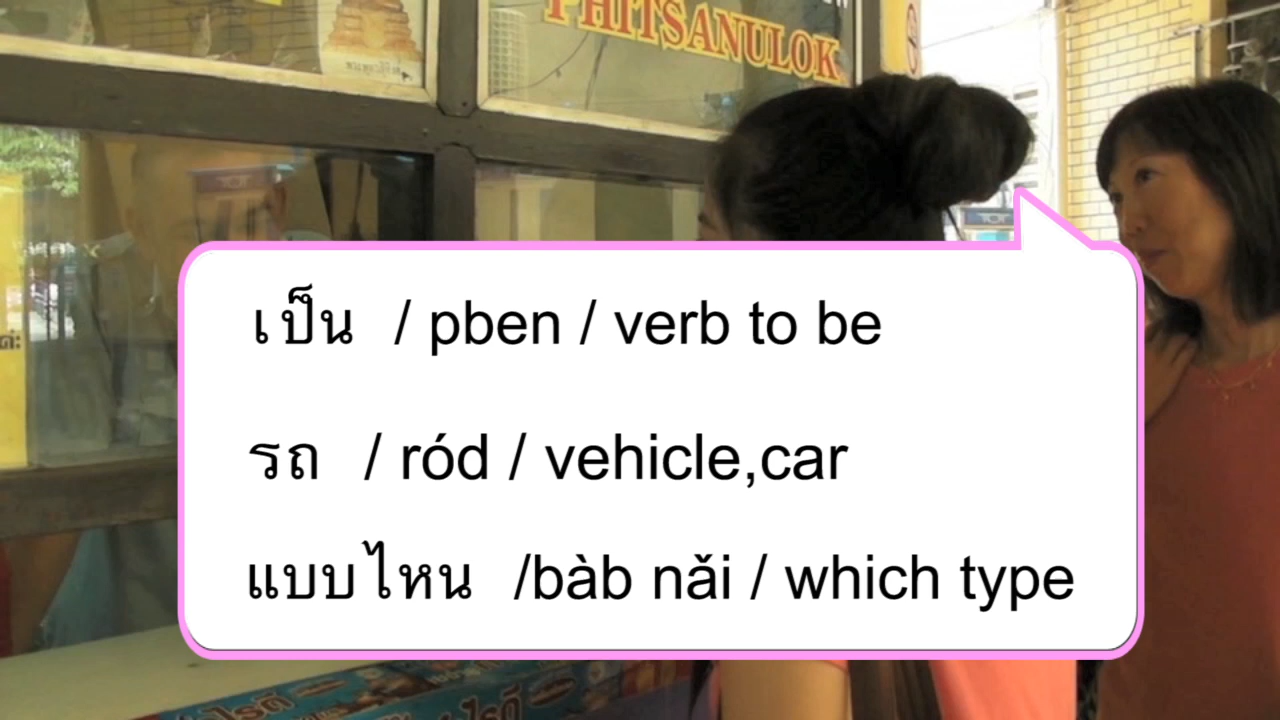 PHITSANULOK
เป็น / pben / verb to be
รถ / ród / vehicle,car
แบบไหน /bàb nǎi / which type